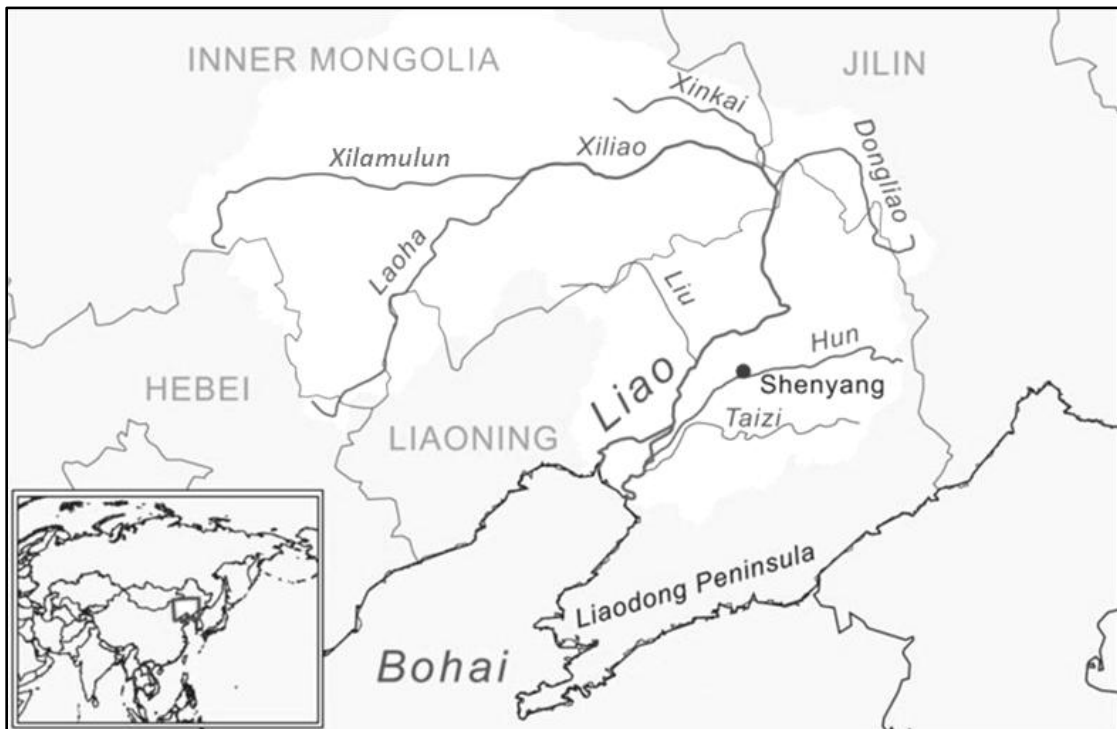 INNER MONGOLIA
JILIN
Xinkai
Xilamulun
Xiliao
Dongliao
Laoha
Liu
Hun
HEBEI
Liao
Shenyang
Taizi
LIAONING
Liaodong Peninsula
Bohai